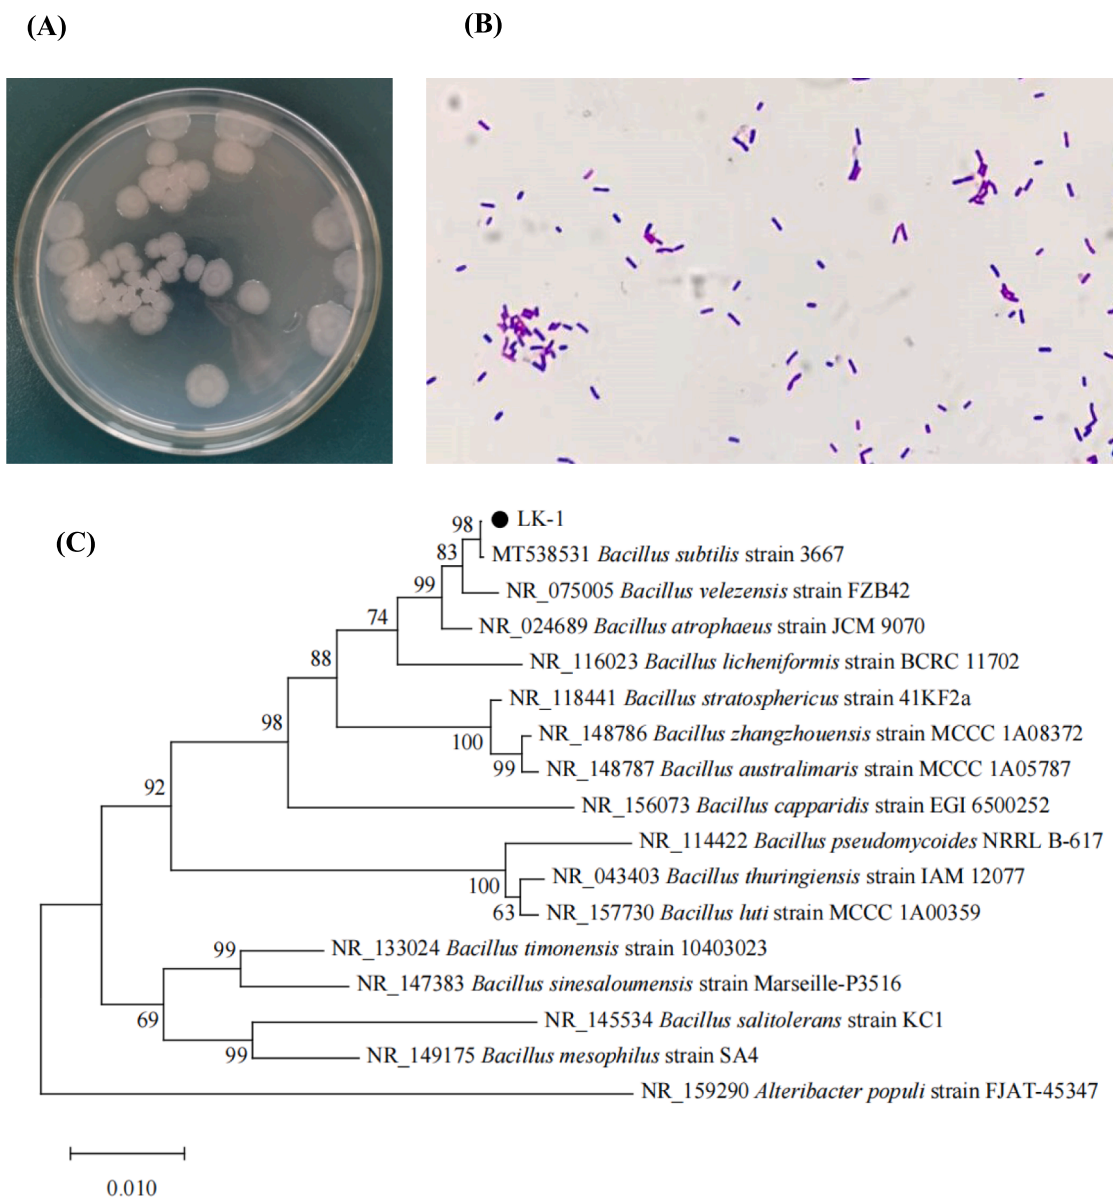 (A)
(B)
(C)
98
LK-1
83
MT538531 Bacillus subtilis strain 3667
99
NR_075005 Bacillus velezensis strain FZB42
74
NR_024689 Bacillus atrophaeus strain JCM 9070
88
NR_116023 Bacillus licheniformis strain BCRC 11702
98
NR_118441 Bacillus stratosphericus strain 41KF2a
100
NR_148786 Bacillus zhangzhouensis strain MCCC 1A08372
99
NR_148787 Bacillus australimaris strain MCCC 1A05787
92
NR_156073 Bacillus capparidis strain EGI 6500252
NR_114422 Bacillus pseudomycoides NRRL B-617
100
NR_043403 Bacillus thuringiensis strain IAM 12077
63
NR_157730 Bacillus luti strain MCCC 1A00359
99
NR_133024 Bacillus timonensis strain 10403023
NR_147383 Bacillus sinesaloumensis strain Marseille-P3516
69
NR_145534 Bacillus salitolerans strain KC1
99
NR_149175 Bacillus mesophilus strain SA4
NR_159290 Alteribacter populi strain FJAT-45347
0.010